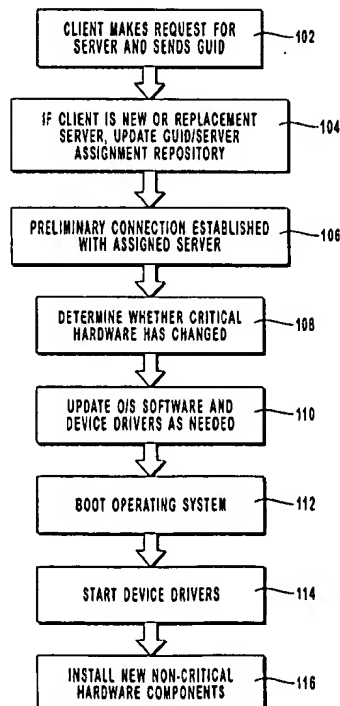 CLIENT MAKES REQUEST FOR
SERVER AND SENDS GUID
102
IF CLIENT IS NEW OR REPLACEMENT
SERVER, UPDATE GUID/SERVER
ASSIGNMENT REPOSITORY
104
PRELIMINARY CONNECTION ESTABLISHED
WITH ASSIGNED SERVER
106
DETERMINE WHETHER CRITICAL
HARDWARE HAS CHANGED
108
UPDATE O/S SOFTWARE AND
DEVICE DRIVERS AS NEEDED
110
BOOT OPERATING SYSTEM
112
START DEVICE DRIVERS
114
INSTALL NEW NON-CRITICAL
HARDWARE COMPONENTS
116